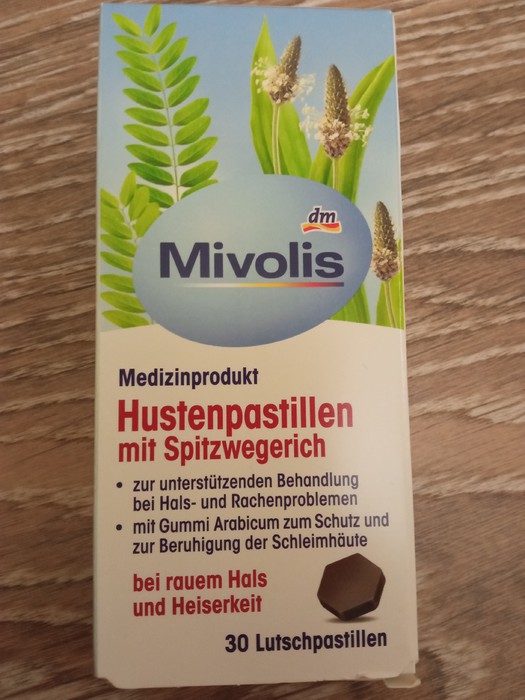 dm
Mivolis
Medizinprodukt
Hustenpastillen
mit Spitzwegerich
• zur unterstützenden Behandlung
bei Hals- und Rachenproblemen
• mit Gummi Arabicum zum Schutz und
zur Beruhigung der Schleimhäute
bei rauem Hals
und Heiserkeit
30 Lutschpastillen